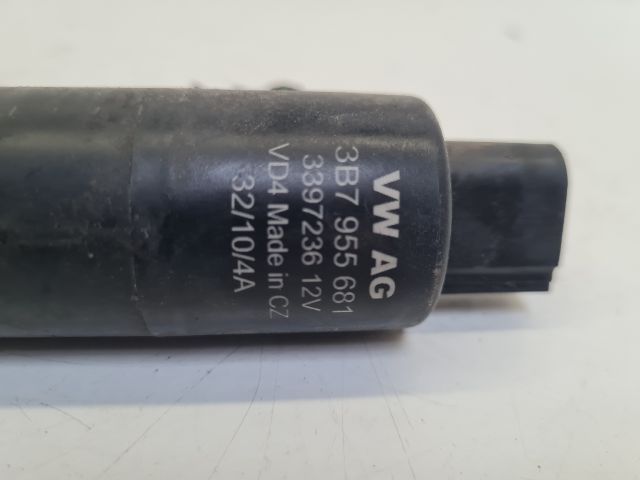 VW AG
3B7 955 681
3397236 12V
VD4 Made in CZ
32/10/4A